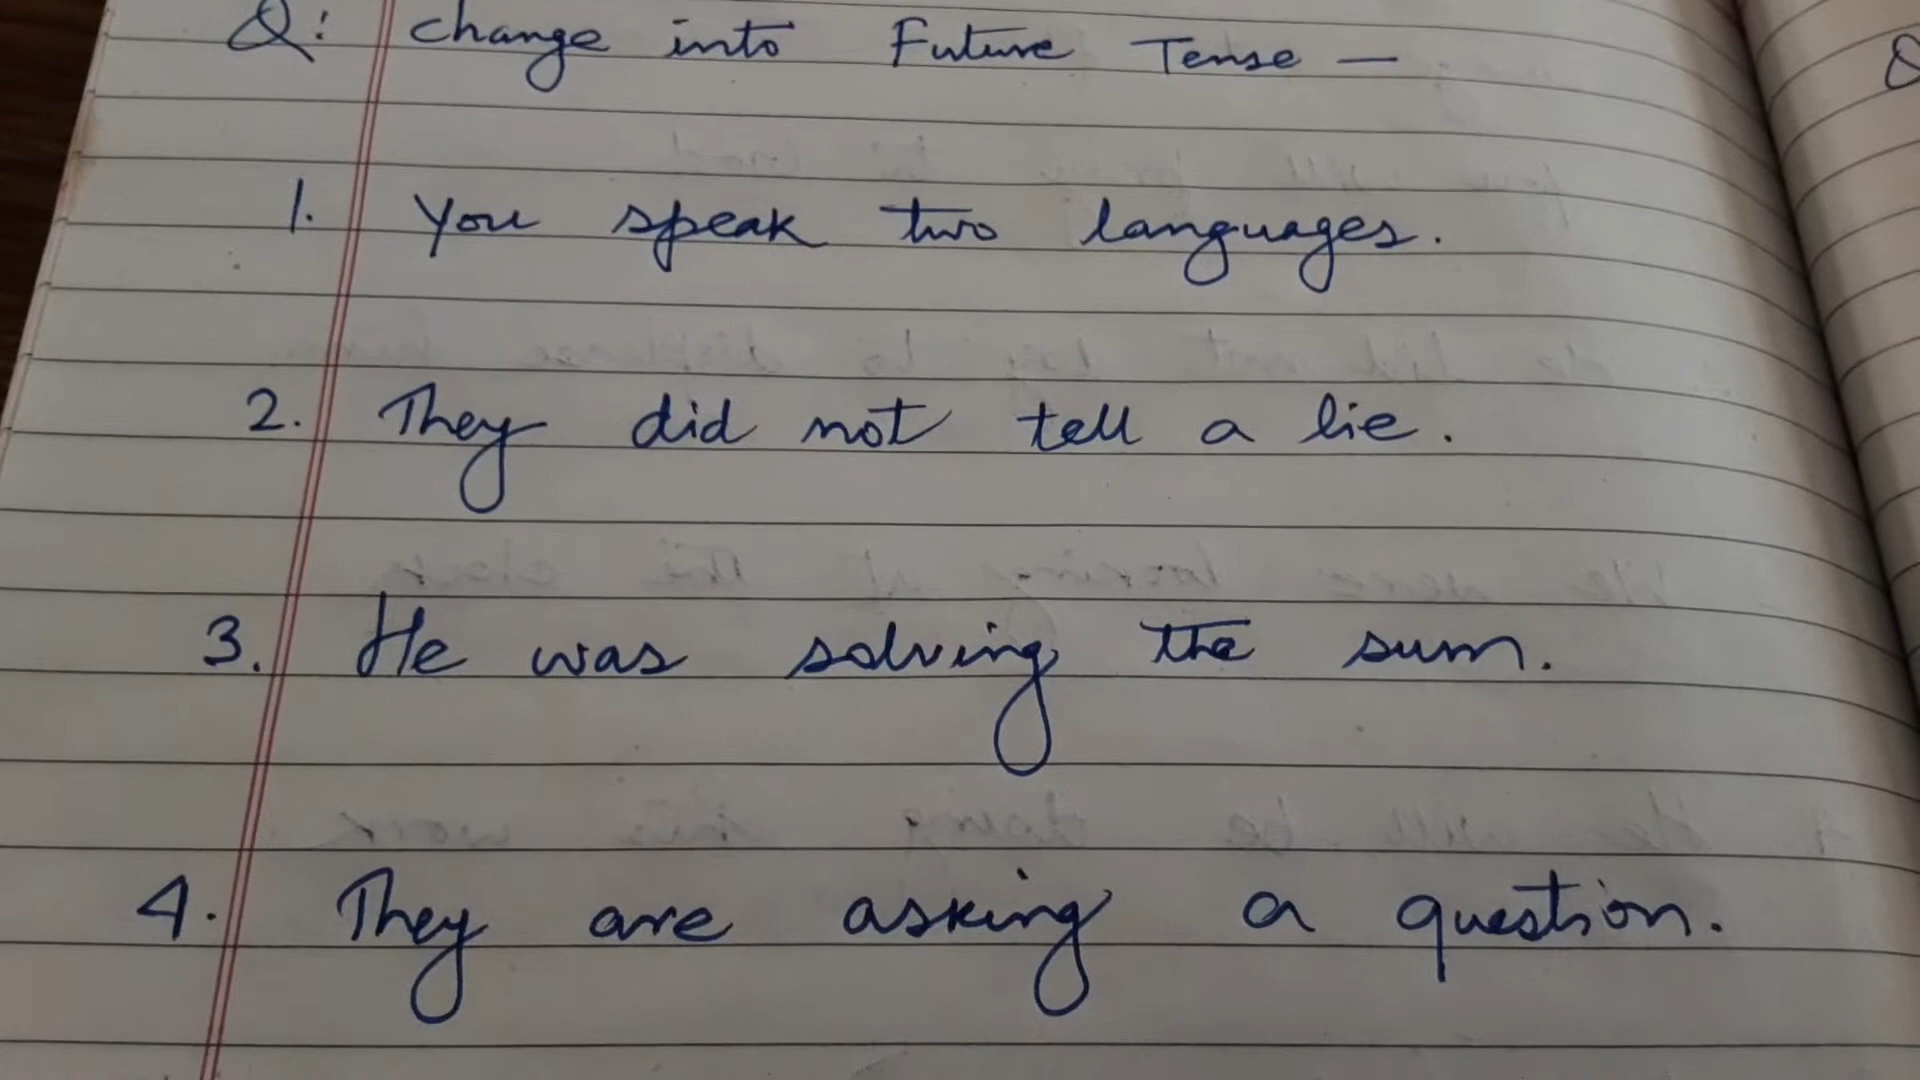 Q: change into Future Tense —
1. You speak two languages.
2. They did not tell a lie.
3. He was solving the sum.
4. They are asking a question.